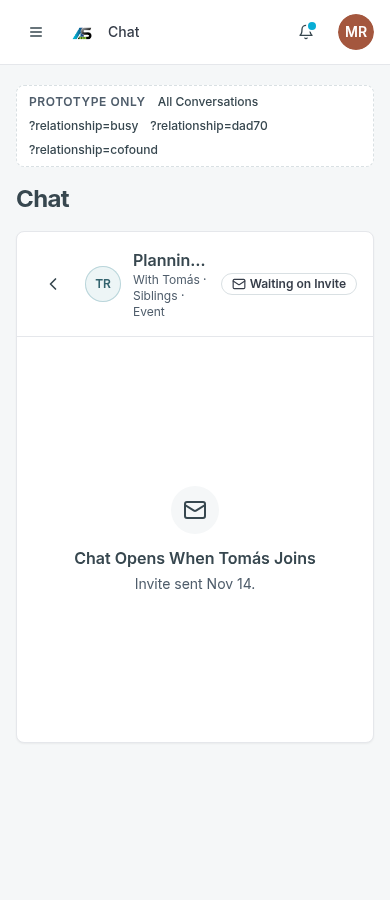 Chat
MR
PROTOTYPE ONLY All Conversations
?relationship=busy ?relationship=dad70
?relationship=cofound
Chat
TR
Plannin...
With Tomás ·
Siblings ·
Event
Waiting on Invite
Chat Opens When Tomás Joins
Invite sent Nov 14.